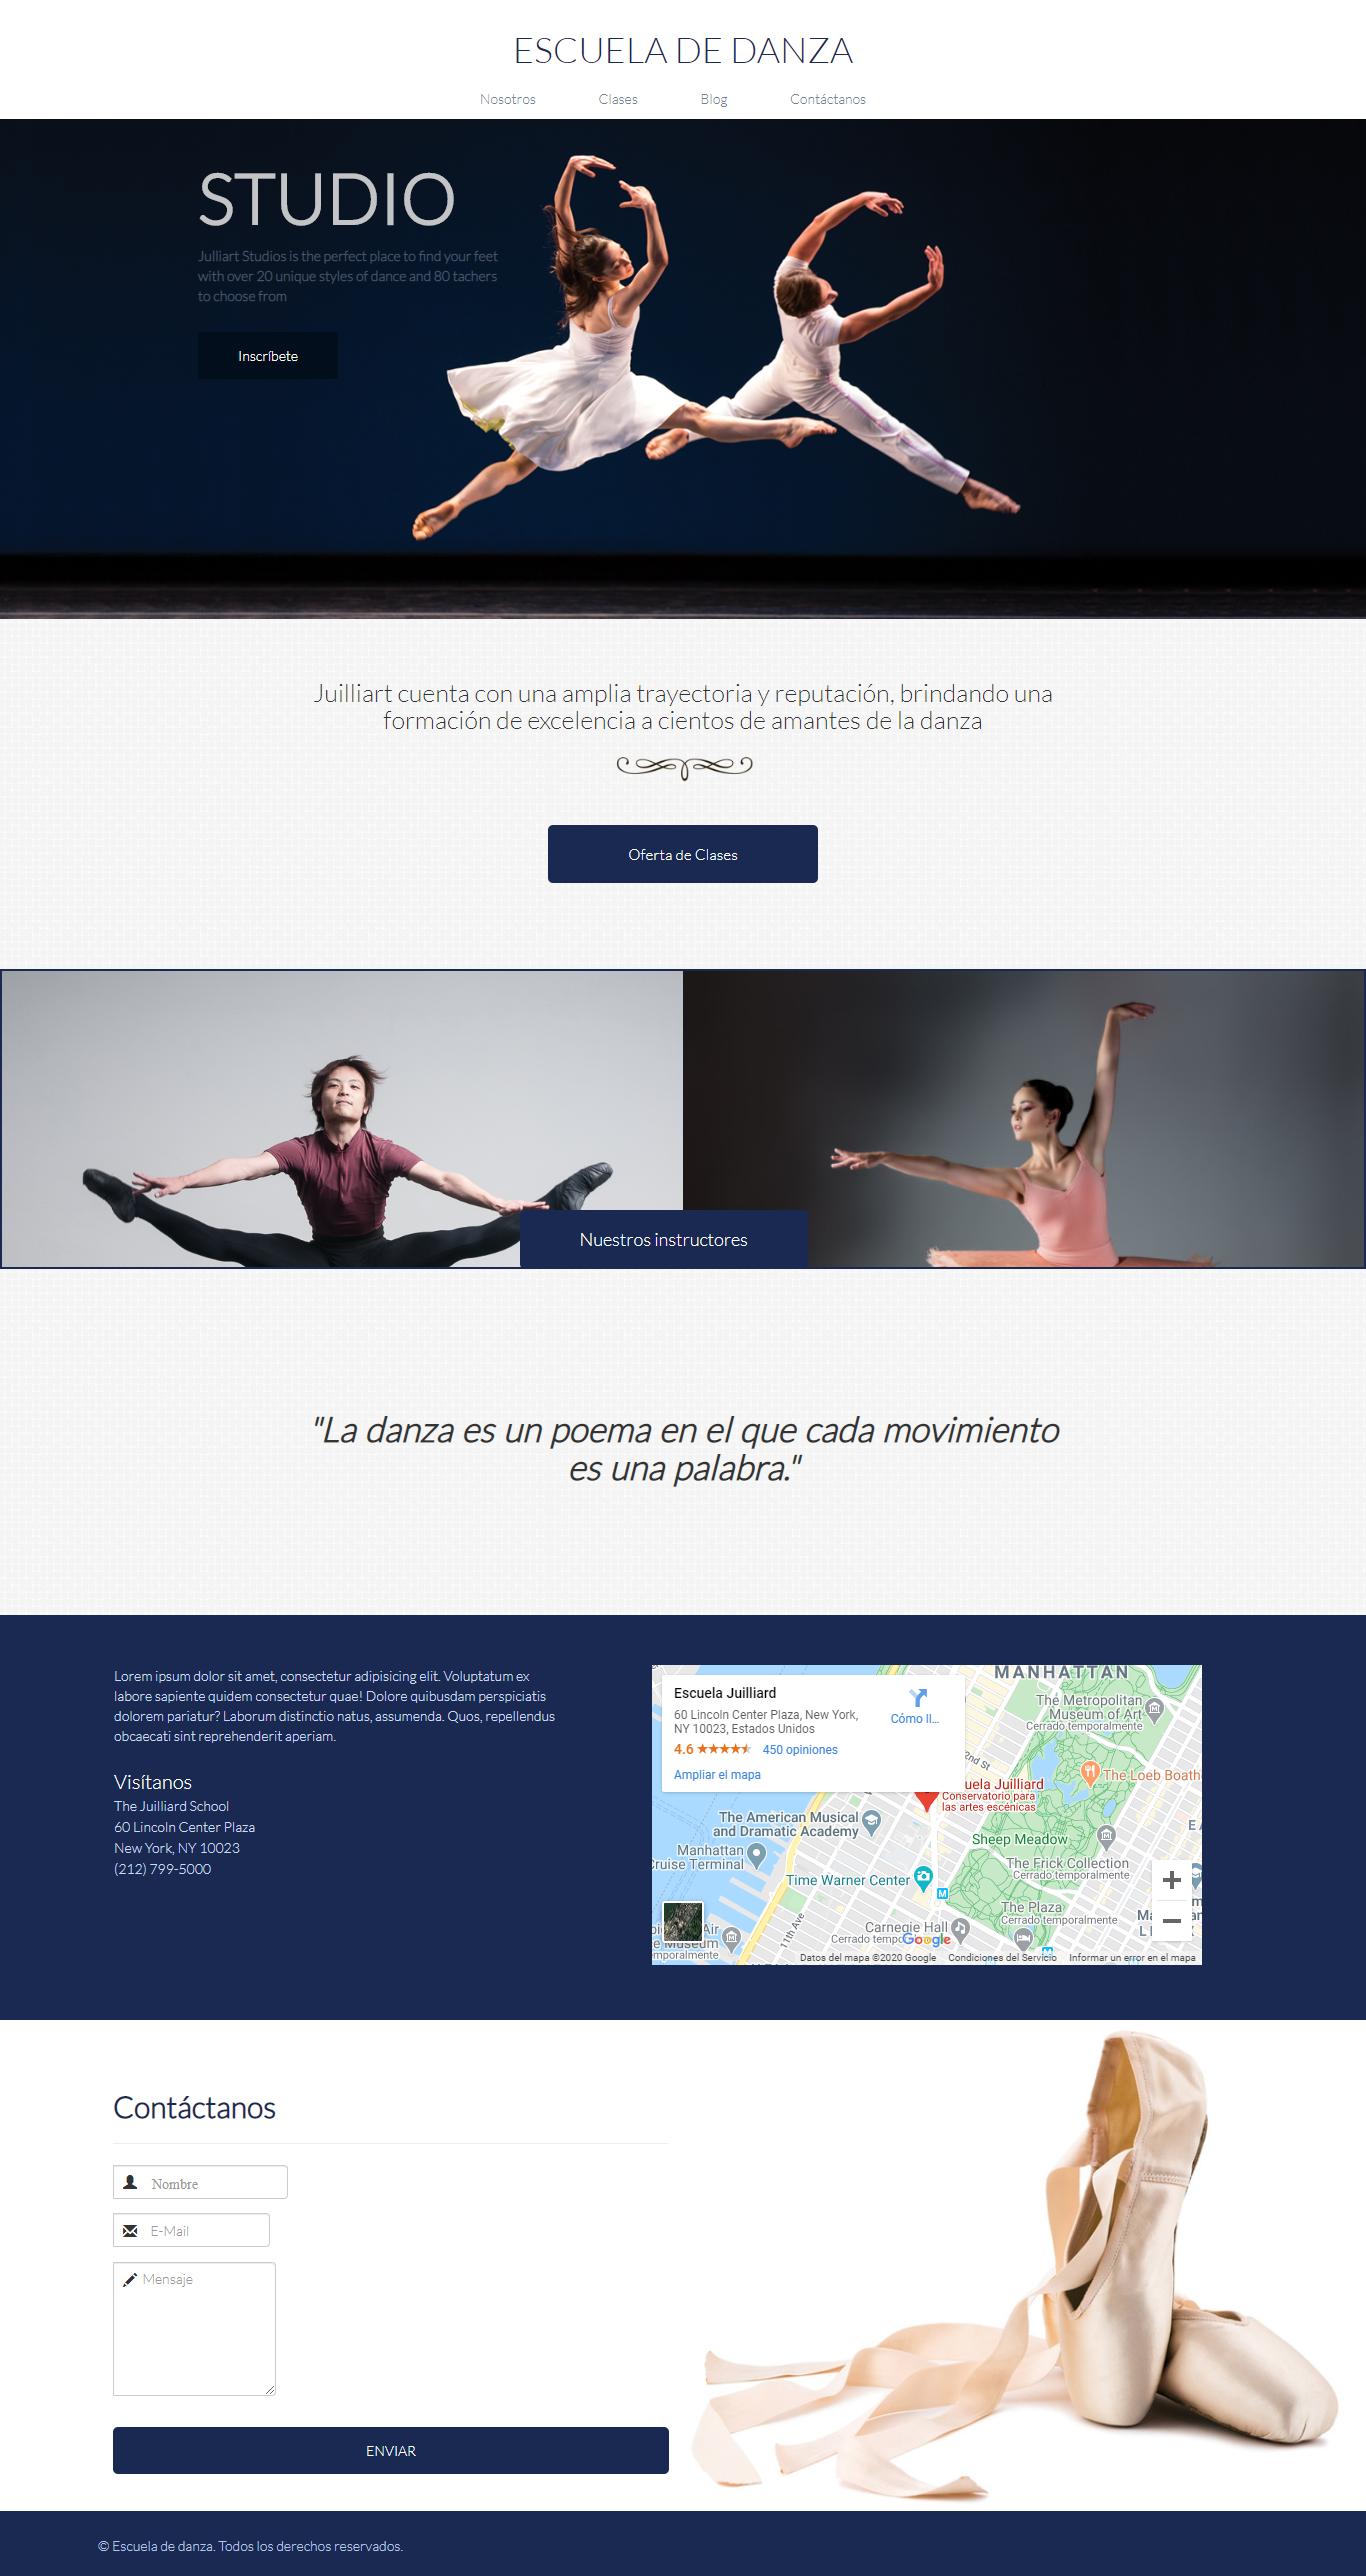 ESCUELA DE DANZA
Nosotros Clases Blog Contáctanos
STUDIO
Julliart Studios is the perfect place to find your feet
with over 20 unique styles of dance and 80 tachers
to choose from
Inscríbete
Juilliart cuenta con una amplia trayectoria y reputación, brindando una
formación de excelencia a cientos de amantes de la danza
Oferta de Clases
Nuestros instructores
"La danza es un poema en el que cada movimiento
es una palabra."
Lorem ipsum dolor sit amet, consectetur adipisicing elit. Voluptatum ex
labore sapiente quidem consectetur quae! Dolore quibusdam perspiciatis
dolorem pariatur? Laborum distinctio natus, assumenda. Quos, repellendus
obcaecati sint reprehenderit aperiam.
Visítanos
The Juilliard School
60 Lincoln Center Plaza
New York, NY 10023
(212) 799-5000
MANHATTAN
Escuela Juilliard
60 Lincoln Center Plaza, New York,
NY 10023, Estados Unidos
Cómo ll...
4.6 450 opiniones
Ampliar el mapa
The Metropolitan
Museum of Art
Cerrado temporalmente
2nd St
The Loeb Boath
uela Juilliard
Conservatorio para
las artes escénicas
The American Musical
and Dramatic Academy
Sheep Meadow
Manhattan
Cruise Terminal
The Frick Collection
Cerrado temporalmente
Time Warner Center
M
The Plaza
Cerrado temporalmente
11th Ave
Carnegie Hall
Cerrado tempo
Air
e Museum
mporalmente
Google
Datos del mapa ©2020 Google Condiciones del Servicio Informar un error en el mapa
Contáctanos
Nombre
E-Mail
Mensaje
ENVIAR
© Escuela de danza. Todos los derechos reservados.